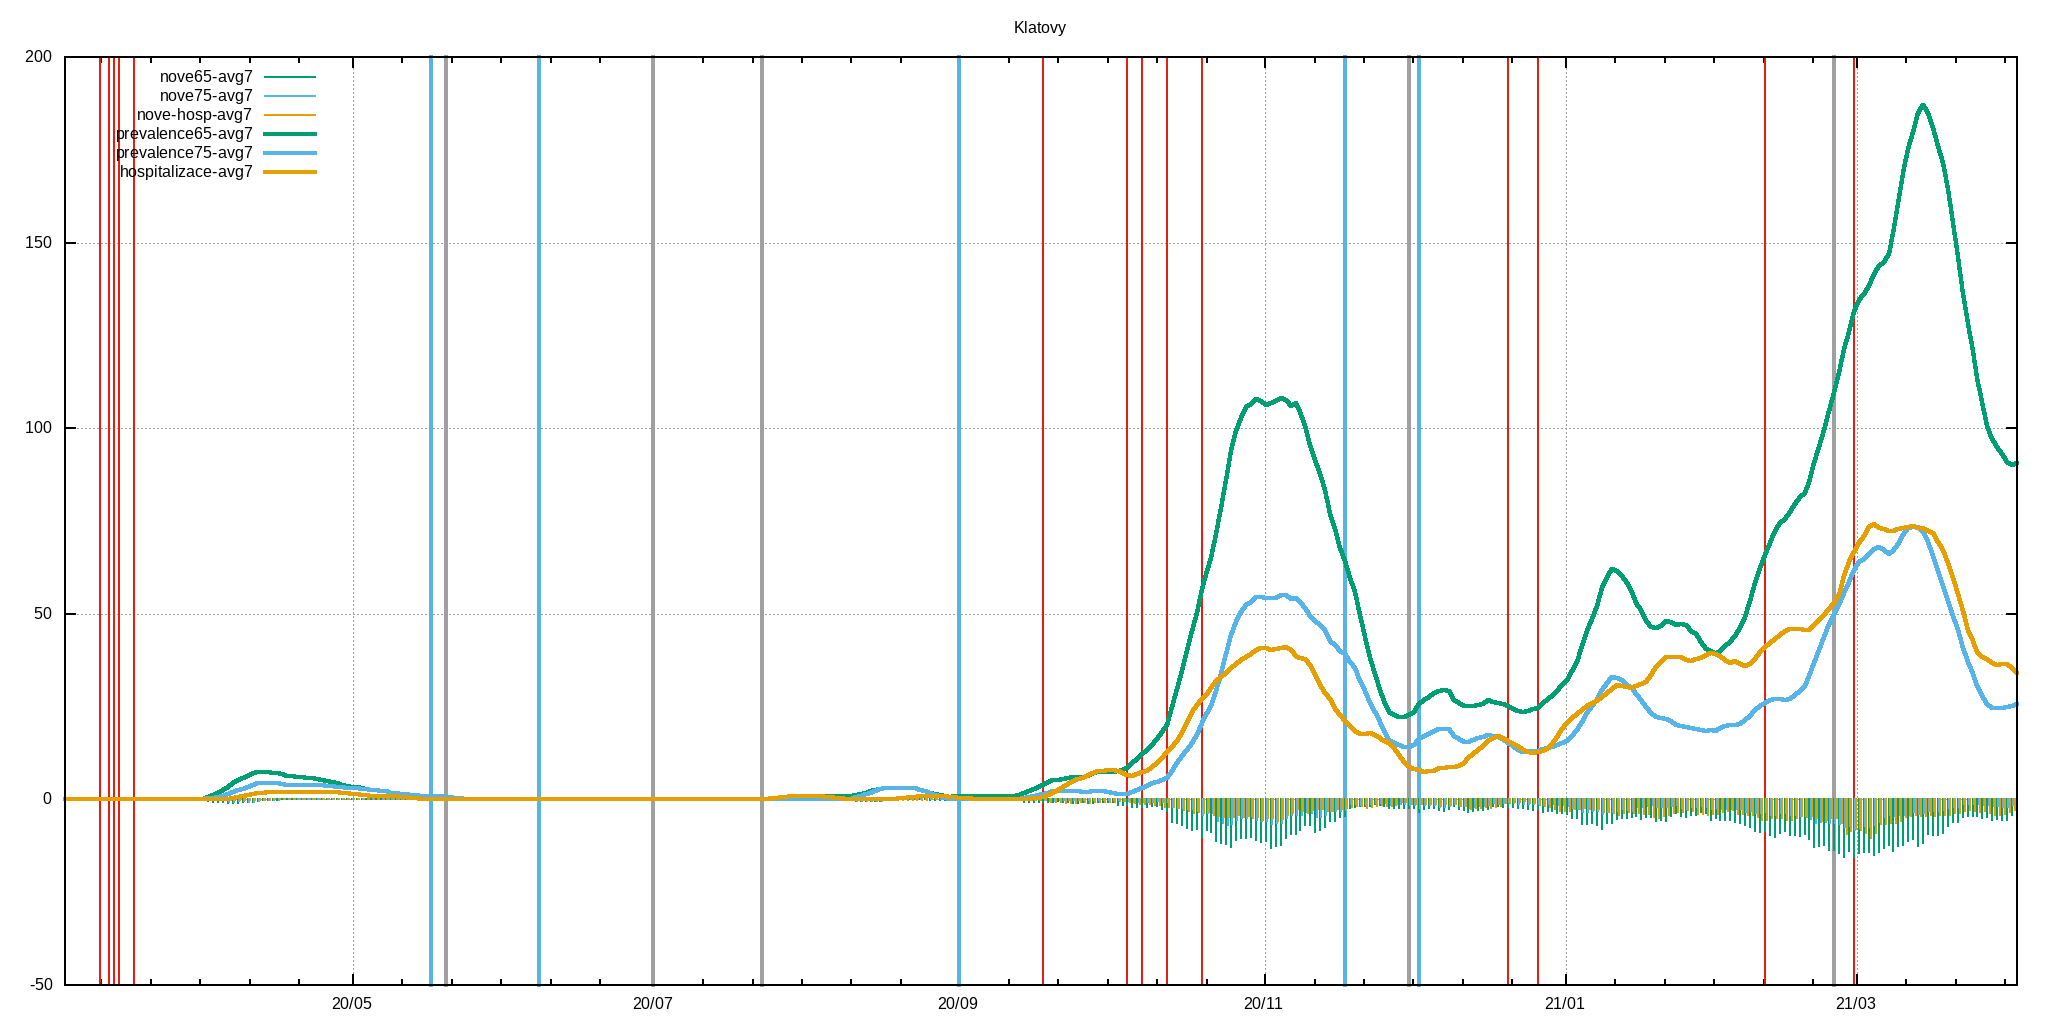 Klatovy
200
nove65-avg7
nove75-avg7
nove-hosp-avg7
prevalence65-avg7
prevalence75-avg7
hospitalizace-avg7
150
100
50
0
-50
20/05 20/07 20/09 20/11 21/01 21/03